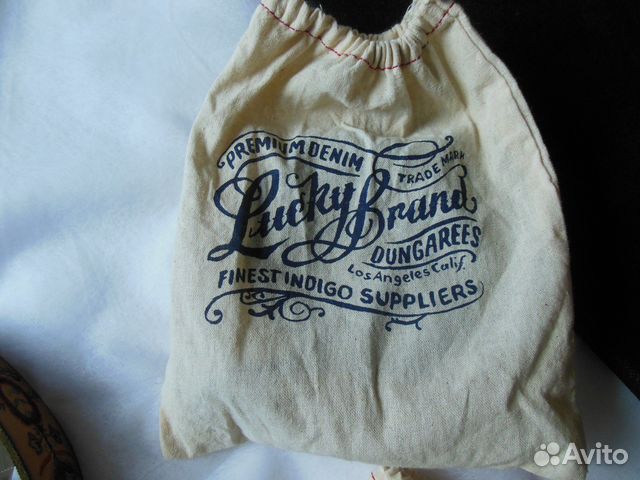 PREMIUM DENIM
TRADE MARK
Lucky Brand
DUNGAREES
Los Angeles Calif.
FINEST INDIGO SUPPLIERS
Avito